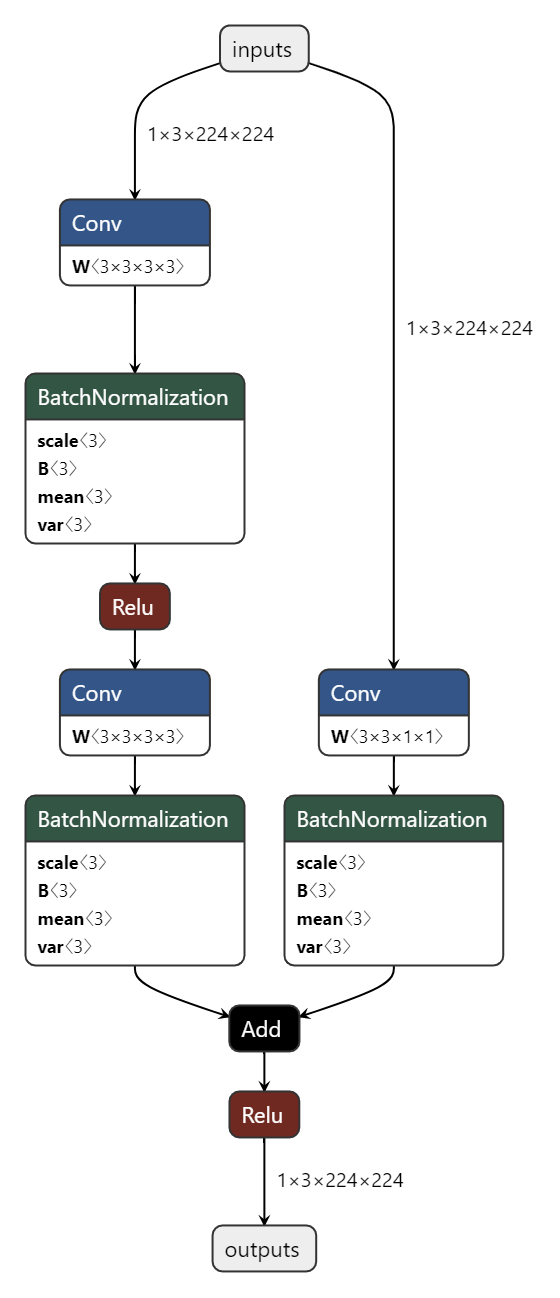 inputs
1×3×224×224
Conv
W〈3×3×3×3〉
1×3×224×224
BatchNormalization
scale〈3〉
B〈3〉
mean〈3〉
var〈3〉
Relu
Conv
W〈3×3×3×3〉
Conv
W〈3×3×1×1〉
BatchNormalization
scale〈3〉
B〈3〉
mean〈3〉
var〈3〉
BatchNormalization
scale〈3〉
B〈3〉
mean〈3〉
var〈3〉
Add
Relu
1×3×224×224
outputs